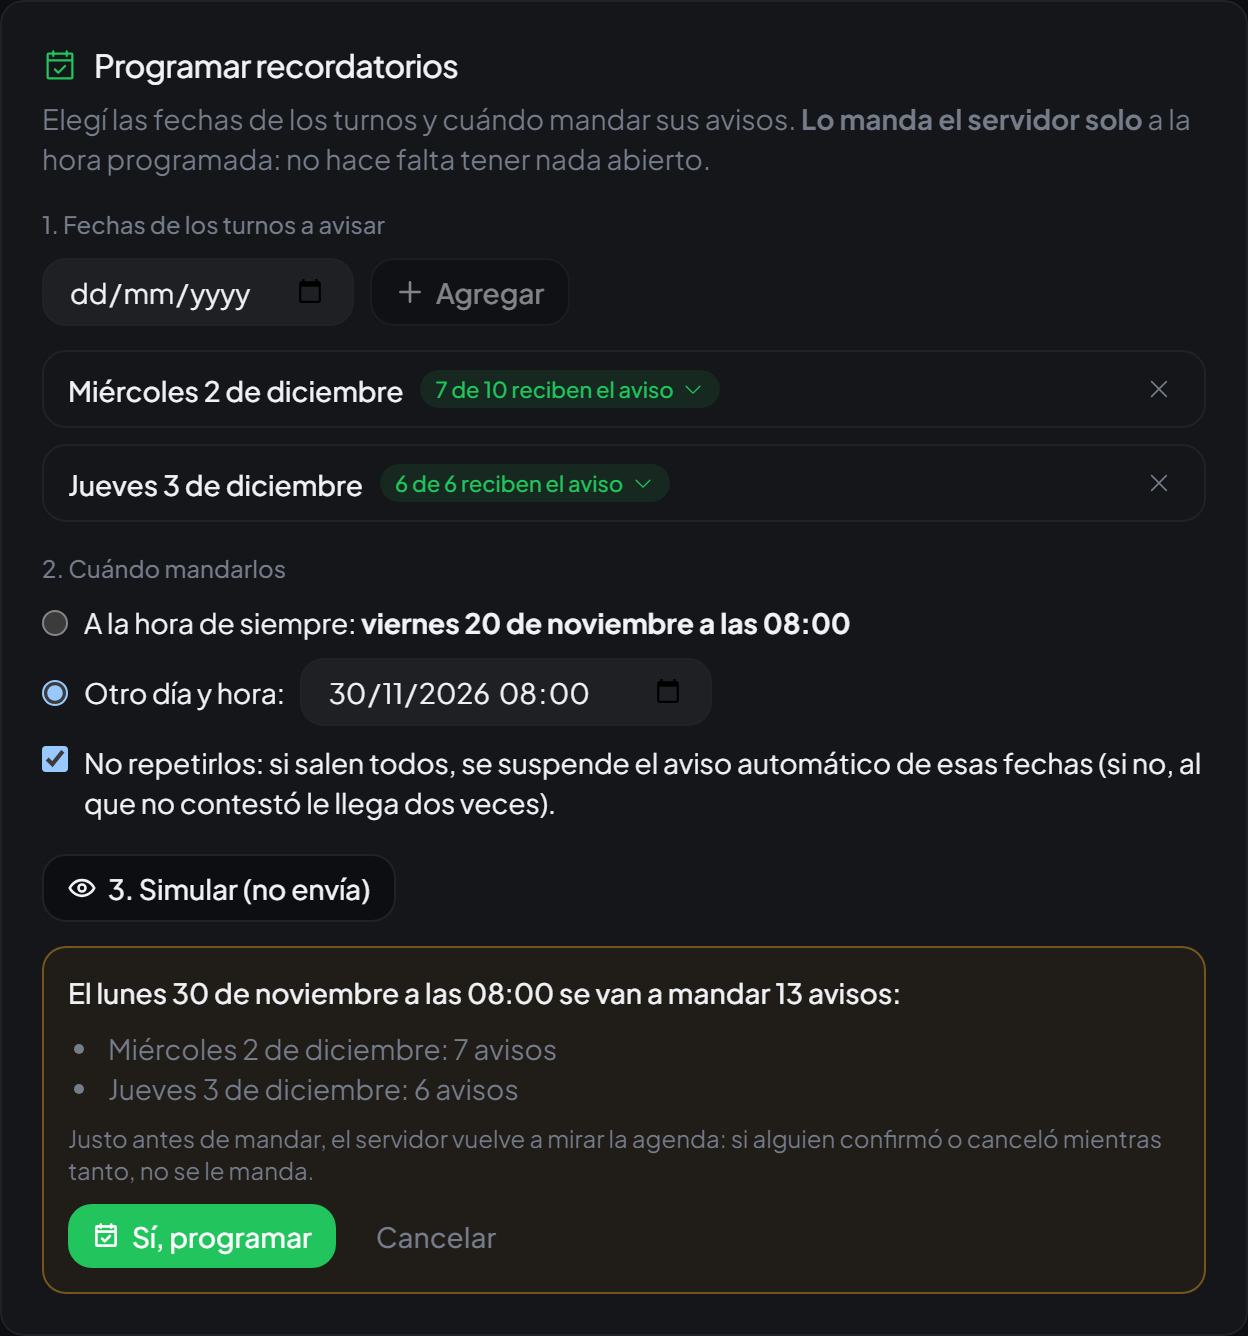 Programar recordatorios
Elegí las fechas de los turnos y cuándo mandar sus avisos. Lo manda el servidor solo a la
hora programada: no hace falta tener nada abierto.
1. Fechas de los turnos a avisar
dd/mm/yyyy
+ Agregar
Miércoles 2 de diciembre 7 de 10 reciben el aviso
Jueves 3 de diciembre 6 de 6 reciben el aviso
2. Cuándo mandarlos
A la hora de siempre: viernes 20 de noviembre a las 08:00
Otro día y hora: 30/11/2026 08:00
No repetirlos: si salen todos, se suspende el aviso automático de esas fechas (si no, al
que no contestó le llega dos veces).
3. Simular (no envía)
El lunes 30 de noviembre a las 08:00 se van a mandar 13 avisos:
• Miércoles 2 de diciembre: 7 avisos
• Jueves 3 de diciembre: 6 avisos
Justo antes de mandar, el servidor vuelve a mirar la agenda: si alguien confirmó o canceló mientras
tanto, no se le manda.
Sí, programar
Cancelar